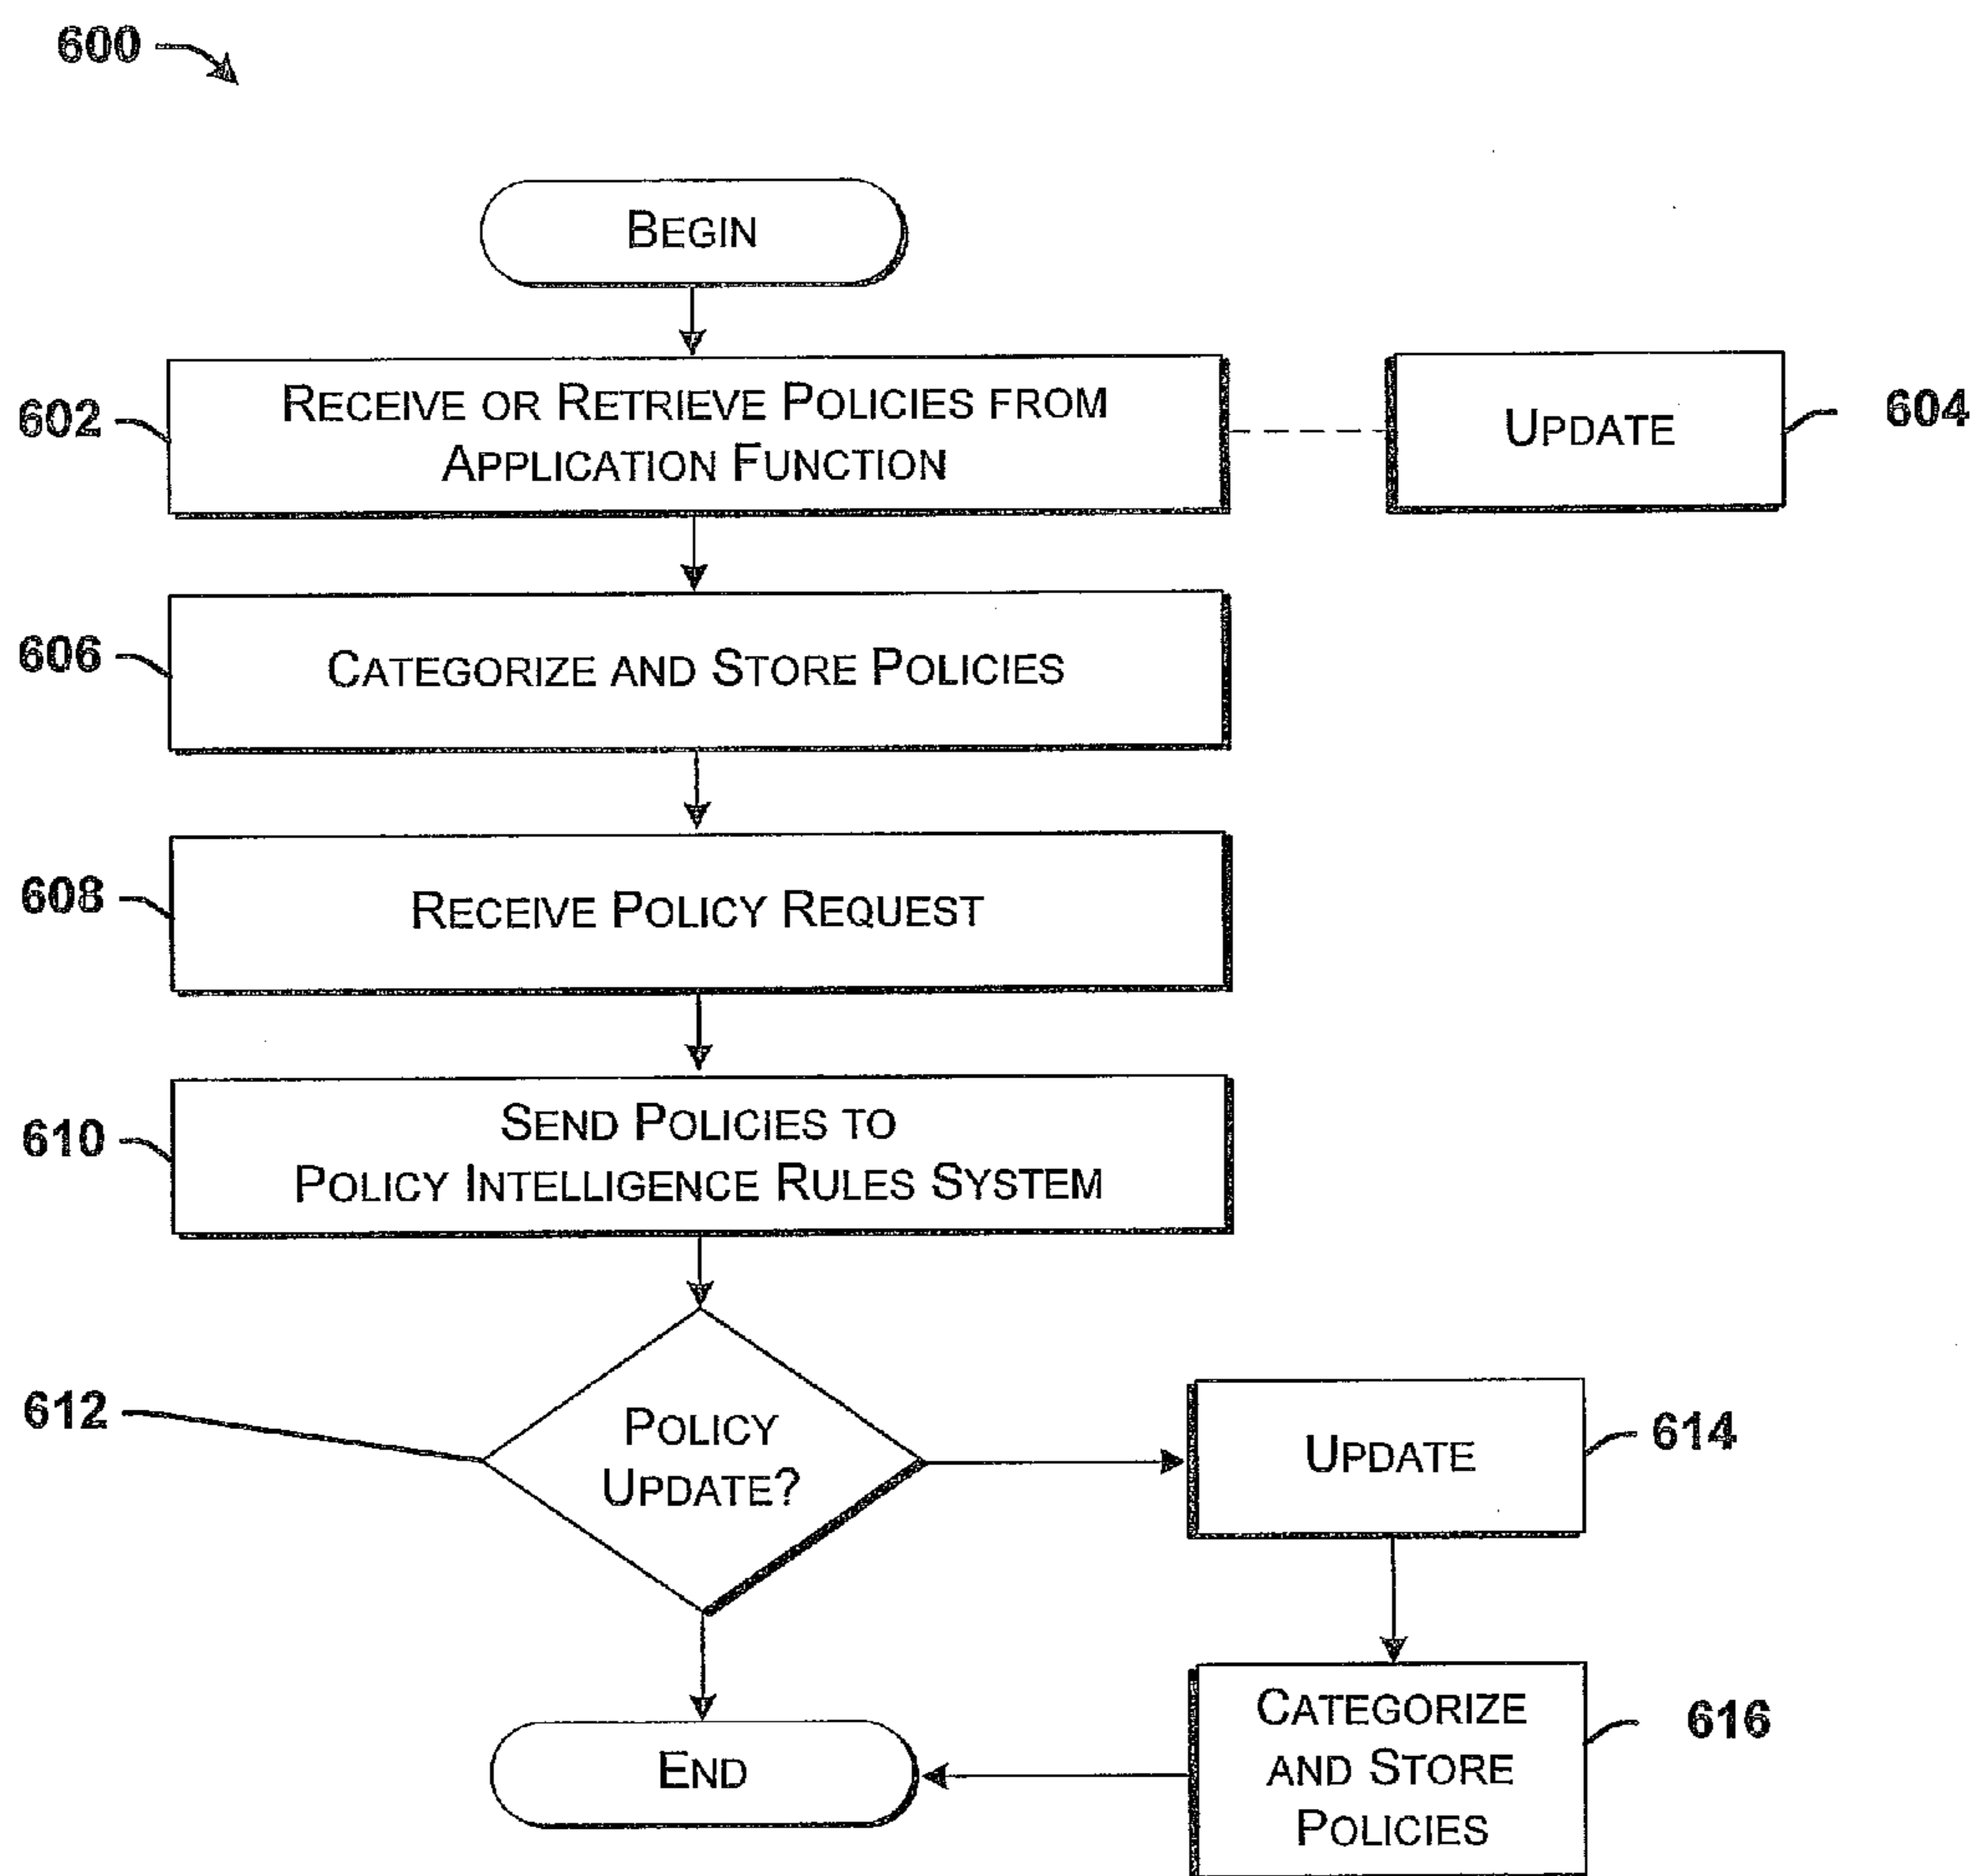 600
BEGIN
602
RECEIVE OR RETRIEVE POLICIES FROM
APPLICATION FUNCTION
UPDATE
604
606
CATEGORIZE AND STORE POLICIES
608
RECEIVE POLICY REQUEST
610
SEND POLICIES TO
POLICY INTELLIGENCE RULES SYSTEM
612
POLICY
UPDATE?
UPDATE
614
CATEGORIZE
AND STORE
POLICIES
616
END